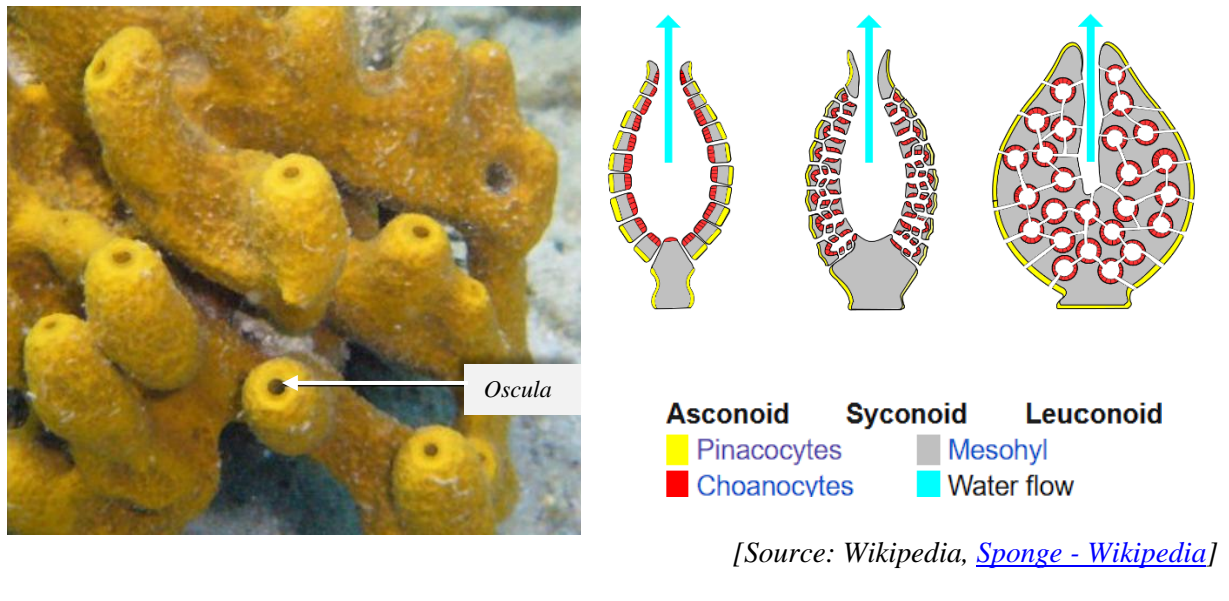 Oscula
Asconoid Syconoid Leuconoid
Pinacocytes Mesohyl
Choanocytes Water flow
[Source: Wikipedia, Sponge - Wikipedia]